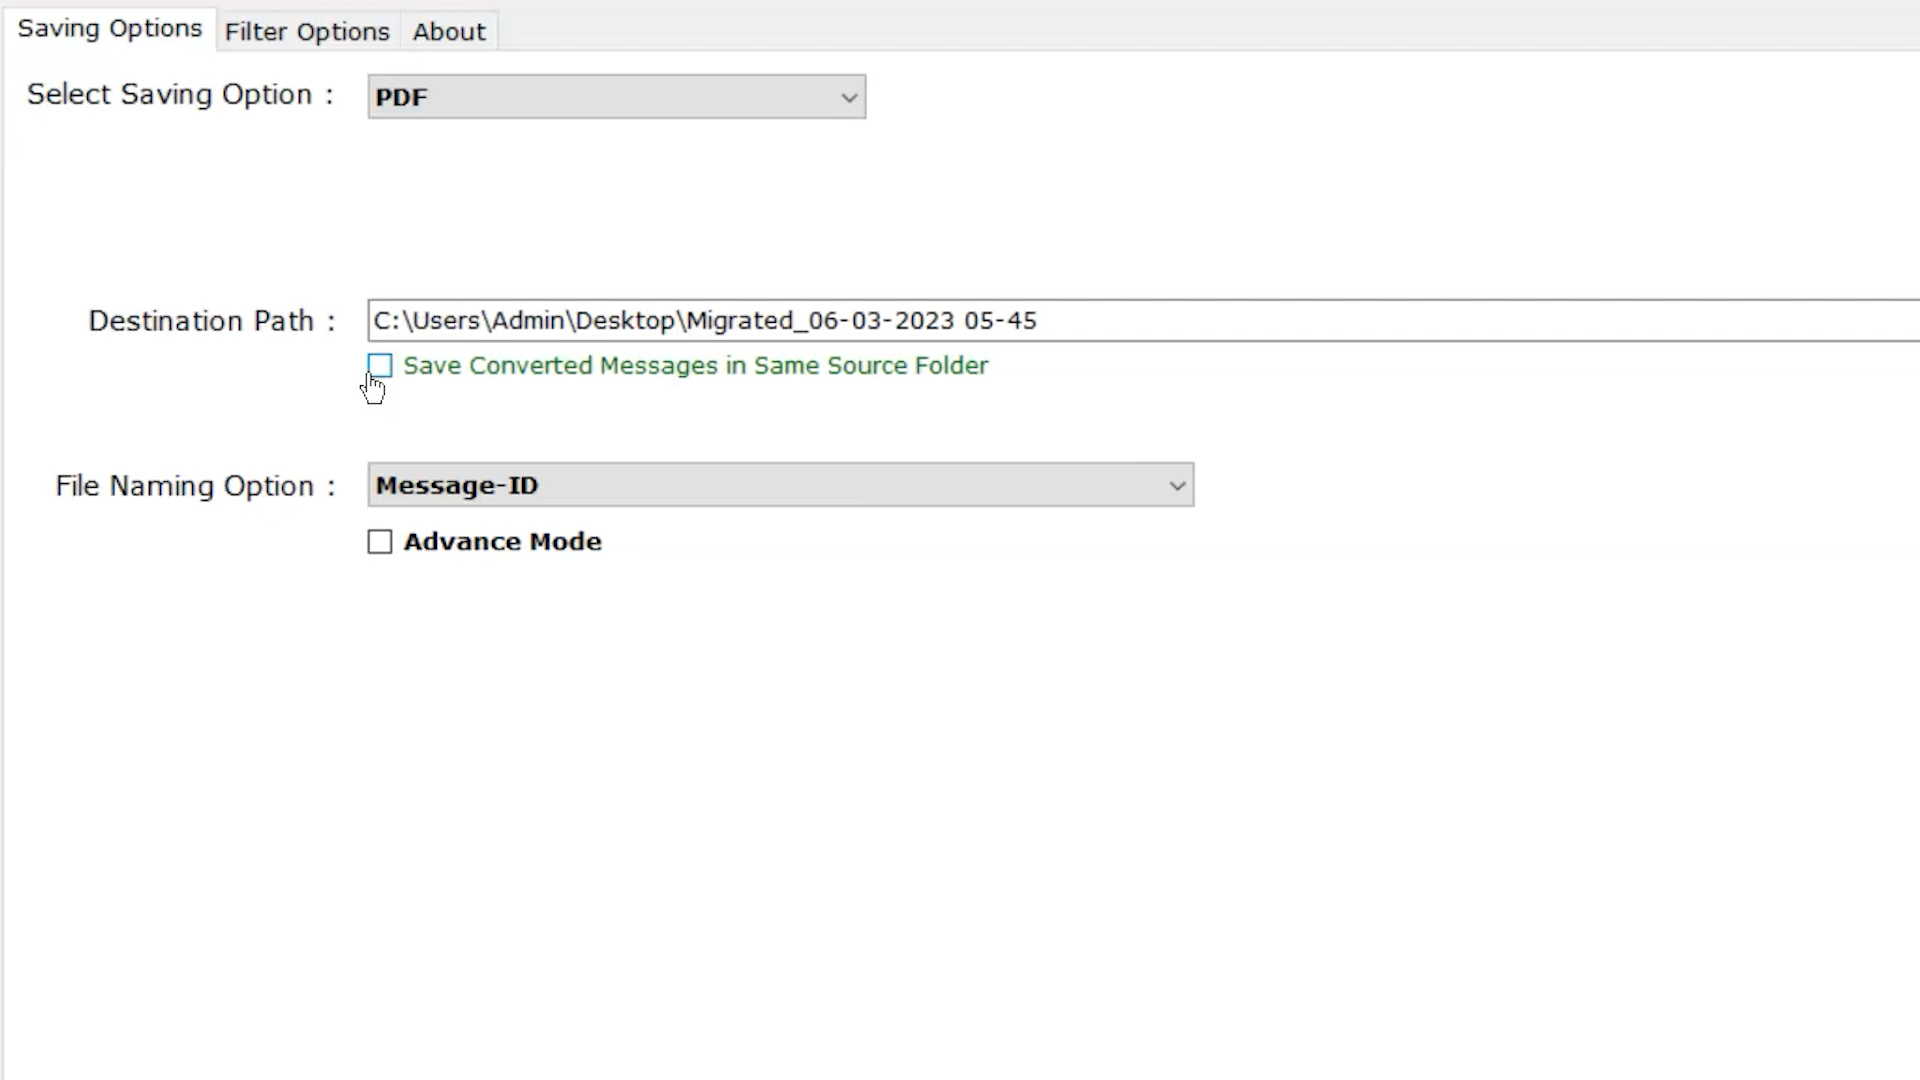 Saving Options Filter Options About
Select Saving Option : PDF
Destination Path : C:\Users\Admin\Desktop\Migrated_06-03-2023 05-45
Save Converted Messages in Same Source Folder
File Naming Option : Message-ID
Advance Mode